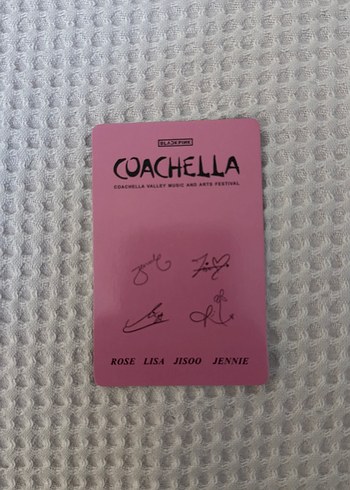 BLACKPINK
COACHELLA
COACHELLA VALLEY MUSIC AND ARTS FESTIVAL
ROSE LISA JISOO JENNIE